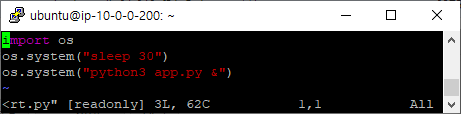 ubuntu@ip-10-0-0-200: ~
import os
os.system("sleep 30")
os.system("python3 app.py &")
~
<rt.py" [readonly] 3L, 62C 1,1 All